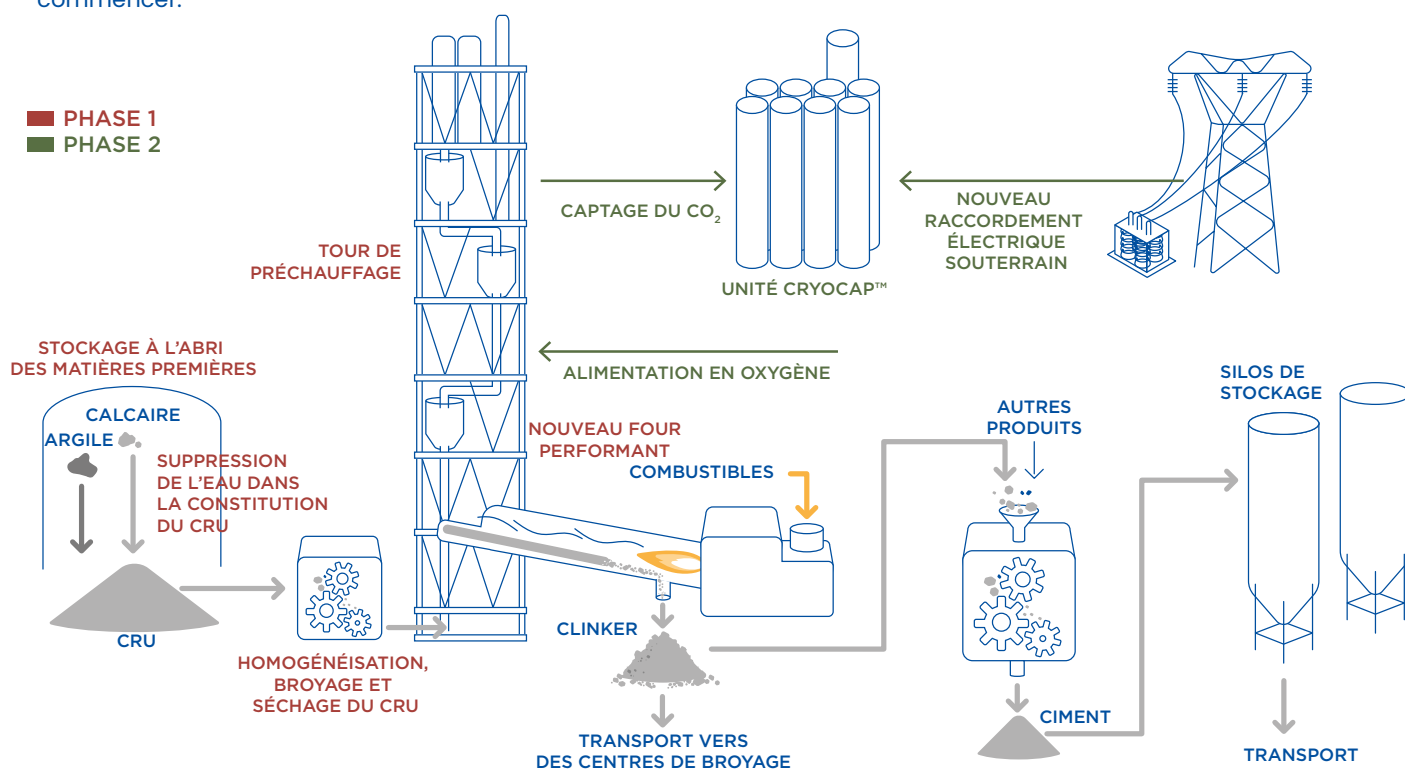 commencer.
PHASE 1
PHASE 2
CAPTAGE DU CO₂
NOUVEAU
RACCORDEMENT
ÉLECTRIQUE
SOUTERRAIN
TOUR DE
PRÉCHAUFFAGE
UNITÉ CRYOCAP™
STOCKAGE À L’ABRI
DES MATIÈRES PREMIÈRES
ALIMENTATION EN OXYGÈNE
SILOS DE
STOCKAGE
CALCAIRE
ARGILE
AUTRES
PRODUITS
NOUVEAU FOUR
PERFORMANT
COMBUSTIBLES
SUPPRESSION
DE L’EAU DANS
LA CONSTITUTION
DU CRU
CRU
CLINKER
HOMOGÉNÉISATION,
BROYAGE ET
SÉCHAGE DU CRU
CIMENT
TRANSPORT VERS
DES CENTRES DE BROYAGE
TRANSPORT